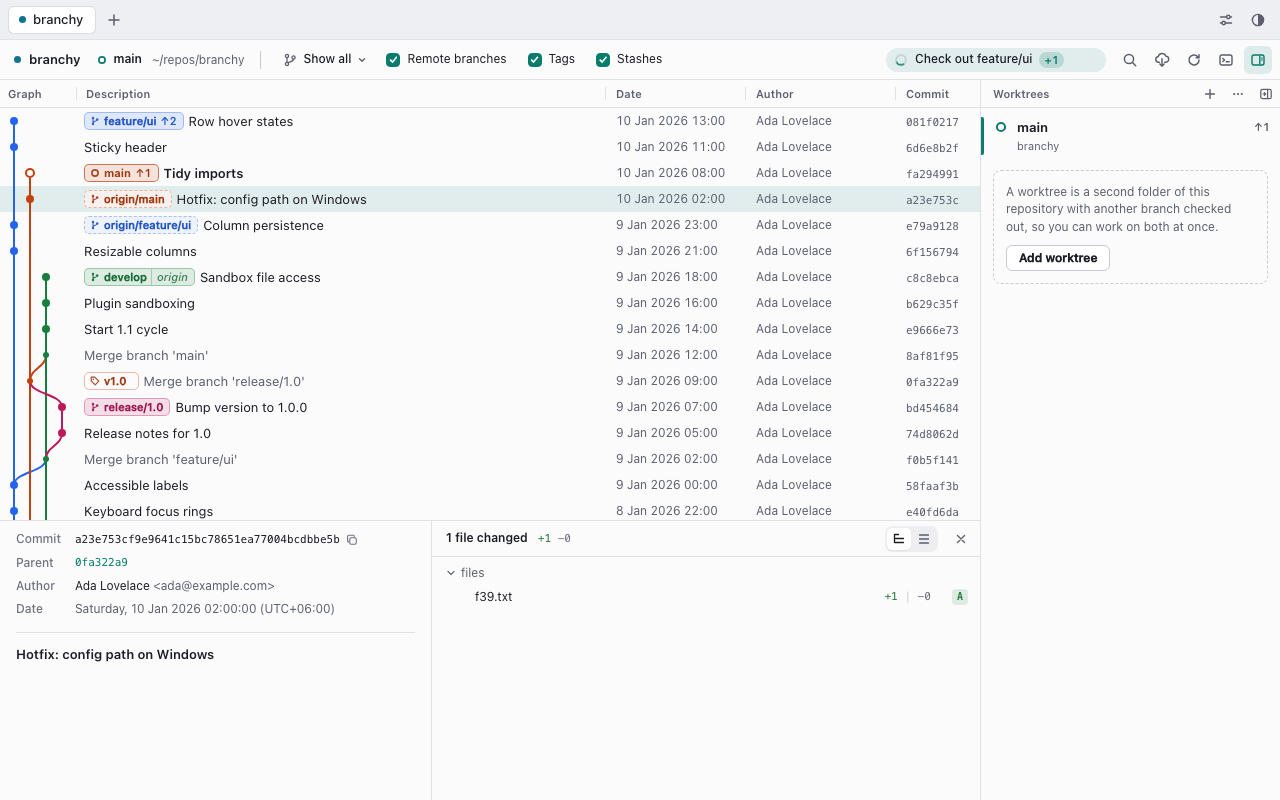 branchy
branchy main ~/repos/branchy Show all Remote branches Tags Stashes Check out feature/ui +1
Graph Description Date Author Commit
feature/ui ↑2 Row hover states 10 Jan 2026 13:00 Ada Lovelace 081f0217
Sticky header 10 Jan 2026 11:00 Ada Lovelace 6d6e8b2f
main ↑1 Tidy imports 10 Jan 2026 08:00 Ada Lovelace fa294991
origin/main Hotfix: config path on Windows 10 Jan 2026 02:00 Ada Lovelace a23e753c
origin/feature/ui Column persistence 9 Jan 2026 23:00 Ada Lovelace e79a9128
Resizable columns 9 Jan 2026 21:00 Ada Lovelace 6f156794
develop origin Sandbox file access 9 Jan 2026 18:00 Ada Lovelace c8c8ebca
Plugin sandboxing 9 Jan 2026 16:00 Ada Lovelace b629c35f
Start 1.1 cycle 9 Jan 2026 14:00 Ada Lovelace e9666e73
Merge branch 'main' 9 Jan 2026 12:00 Ada Lovelace 8af81f95
v1.0 Merge branch 'release/1.0' 9 Jan 2026 09:00 Ada Lovelace 0fa322a9
release/1.0 Bump version to 1.0.0 9 Jan 2026 07:00 Ada Lovelace bd454684
Release notes for 1.0 9 Jan 2026 05:00 Ada Lovelace 74d8062d
Merge branch 'feature/ui' 9 Jan 2026 02:00 Ada Lovelace f0b5f141
Accessible labels 9 Jan 2026 00:00 Ada Lovelace 58faaf3b
Keyboard focus rings 8 Jan 2026 22:00 Ada Lovelace e40fd6da
Commit a23e753cf9e9641c15bc78651ea77004bcdbbe5b
Parent 0fa322a9
Author Ada Lovelace <ada@example.com>
Date Saturday, 10 Jan 2026 02:00:00 (UTC+06:00)
Hotfix: config path on Windows
1 file changed +1 −0
files
f39.txt +1 | −0 A
Worktrees
main ↑1
branchy
A worktree is a second folder of this
repository with another branch checked
out, so you can work on both at once.
Add worktree